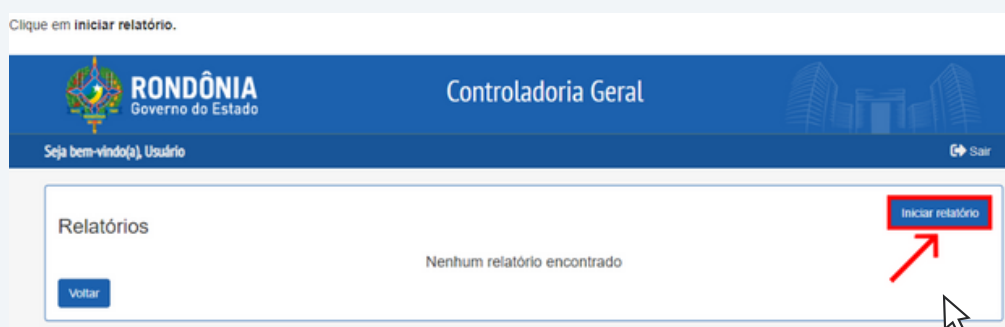 Clique em iniciar relatório.
RONDÔNIA
Governo do Estado
Controladoria Geral
Seja bem-vindo(a), Usuário
Sair
Iniciar relatório
Relatórios
Nenhum relatório encontrado
Voltar